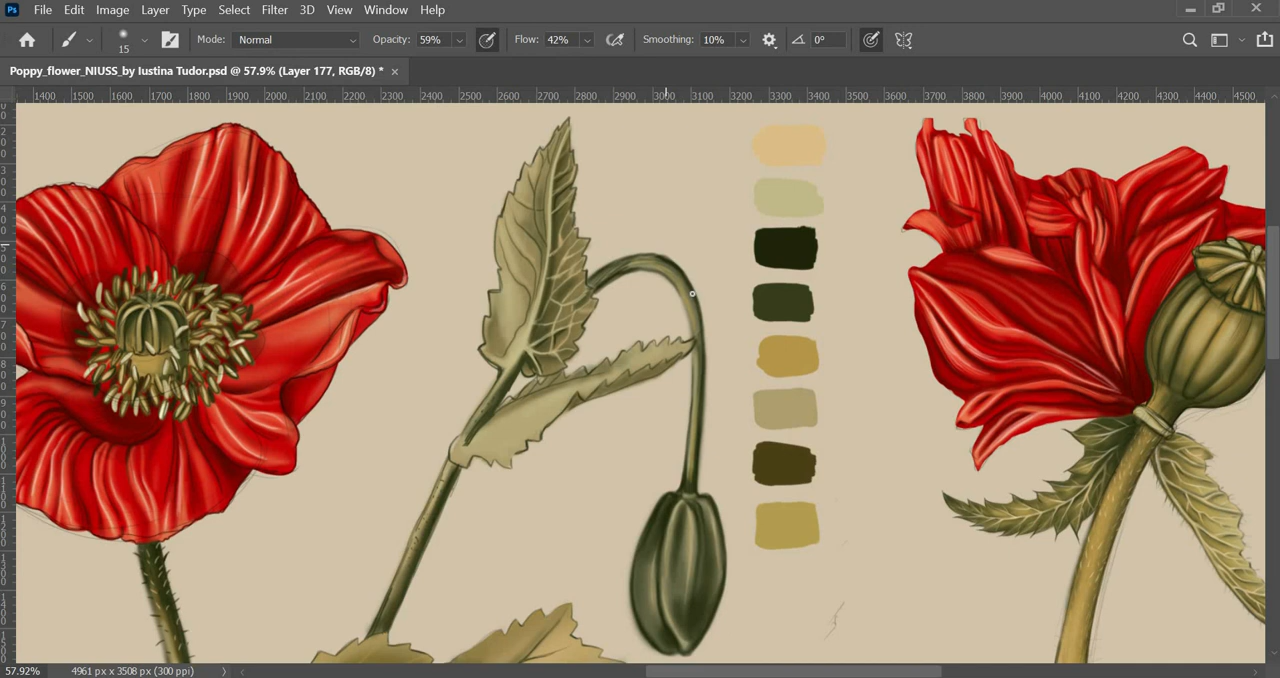 Ps File Edit Image Layer Type Select Filter 3D View Window Help
15 Mode: Normal Opacity: 59% Flow: 42% Smoothing: 10% 0°
Poppy_flower_NIUSS_by Iustina Tudor.psd @ 57.9% (Layer 177, RGB/8) * ×
1400 1500 1600 1700 1800 1900 2000 2100 2200 2300 2400 2500 2600 2700 2800 2900 3000 3100 3200 3300 3400 3500 3600 3700 3800 3900 4000 4100 4200 4300 4400 4500
57.92% 4961 px x 3508 px (300 ppi)